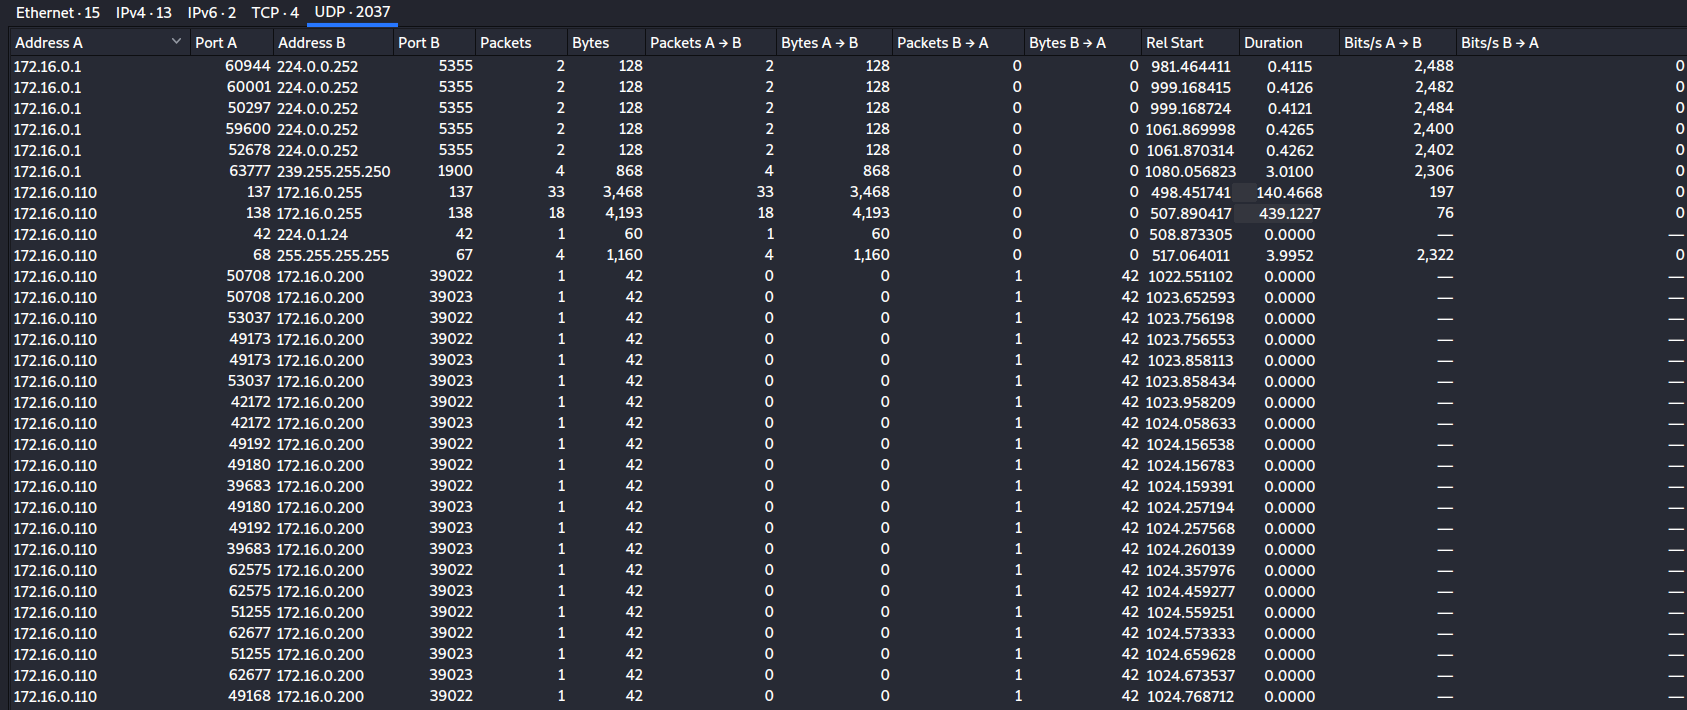 Ethernet · 15 IPv4 · 13 IPv6 · 2 TCP · 4 UDP · 2037
Address A Port A Address B Port B Packets Bytes Packets A → B Bytes A → B Packets B → A Bytes B → A Rel Start Duration Bits/s A → B Bits/s B → A
172.16.0.1 60944 224.0.0.252 5355 2 128 2 128 0 0 981.464411 0.4115 2,488 0
172.16.0.1 60001 224.0.0.252 5355 2 128 2 128 0 0 999.168415 0.4126 2,482 0
172.16.0.1 50297 224.0.0.252 5355 2 128 2 128 0 0 999.168724 0.4121 2,484 0
172.16.0.1 59600 224.0.0.252 5355 2 128 2 128 0 0 1061.869998 0.4265 2,400 0
172.16.0.1 52678 224.0.0.252 5355 2 128 2 128 0 0 1061.870314 0.4262 2,402 0
172.16.0.1 63777 239.255.255.250 1900 4 868 4 868 0 0 1080.056823 3.0100 2,306 0
172.16.0.110 137 172.16.0.255 137 33 3,468 33 3,468 0 0 498.451741 140.4668 197 0
172.16.0.110 138 172.16.0.255 138 18 4,193 18 4,193 0 0 507.890417 439.1227 76 0
172.16.0.110 42 224.0.1.24 42 1 60 1 60 0 0 508.873305 0.0000 — —
172.16.0.110 68 255.255.255.255 67 4 1,160 4 1,160 0 0 517.064011 3.9952 2,322 0
172.16.0.110 50708 172.16.0.200 39022 1 42 0 0 1 42 1022.551102 0.0000 — —
172.16.0.110 50708 172.16.0.200 39023 1 42 0 0 1 42 1023.652593 0.0000 — —
172.16.0.110 53037 172.16.0.200 39022 1 42 0 0 1 42 1023.756198 0.0000 — —
172.16.0.110 49173 172.16.0.200 39022 1 42 0 0 1 42 1023.756553 0.0000 — —
172.16.0.110 49173 172.16.0.200 39023 1 42 0 0 1 42 1023.858113 0.0000 — —
172.16.0.110 53037 172.16.0.200 39023 1 42 0 0 1 42 1023.858434 0.0000 — —
172.16.0.110 42172 172.16.0.200 39022 1 42 0 0 1 42 1023.958209 0.0000 — —
172.16.0.110 42172 172.16.0.200 39023 1 42 0 0 1 42 1024.058633 0.0000 — —
172.16.0.110 49192 172.16.0.200 39022 1 42 0 0 1 42 1024.156538 0.0000 — —
172.16.0.110 49180 172.16.0.200 39022 1 42 0 0 1 42 1024.156783 0.0000 — —
172.16.0.110 39683 172.16.0.200 39022 1 42 0 0 1 42 1024.159391 0.0000 — —
172.16.0.110 49180 172.16.0.200 39023 1 42 0 0 1 42 1024.257194 0.0000 — —
172.16.0.110 49192 172.16.0.200 39023 1 42 0 0 1 42 1024.257568 0.0000 — —
172.16.0.110 39683 172.16.0.200 39023 1 42 0 0 1 42 1024.260139 0.0000 — —
172.16.0.110 62575 172.16.0.200 39022 1 42 0 0 1 42 1024.357976 0.0000 — —
172.16.0.110 62575 172.16.0.200 39023 1 42 0 0 1 42 1024.459277 0.0000 — —
172.16.0.110 51255 172.16.0.200 39022 1 42 0 0 1 42 1024.559251 0.0000 — —
172.16.0.110 62677 172.16.0.200 39022 1 42 0 0 1 42 1024.573333 0.0000 — —
172.16.0.110 51255 172.16.0.200 39023 1 42 0 0 1 42 1024.659628 0.0000 — —
172.16.0.110 62677 172.16.0.200 39023 1 42 0 0 1 42 1024.673537 0.0000 — —
172.16.0.110 49168 172.16.0.200 39022 1 42 0 0 1 42 1024.768712 0.0000 — —